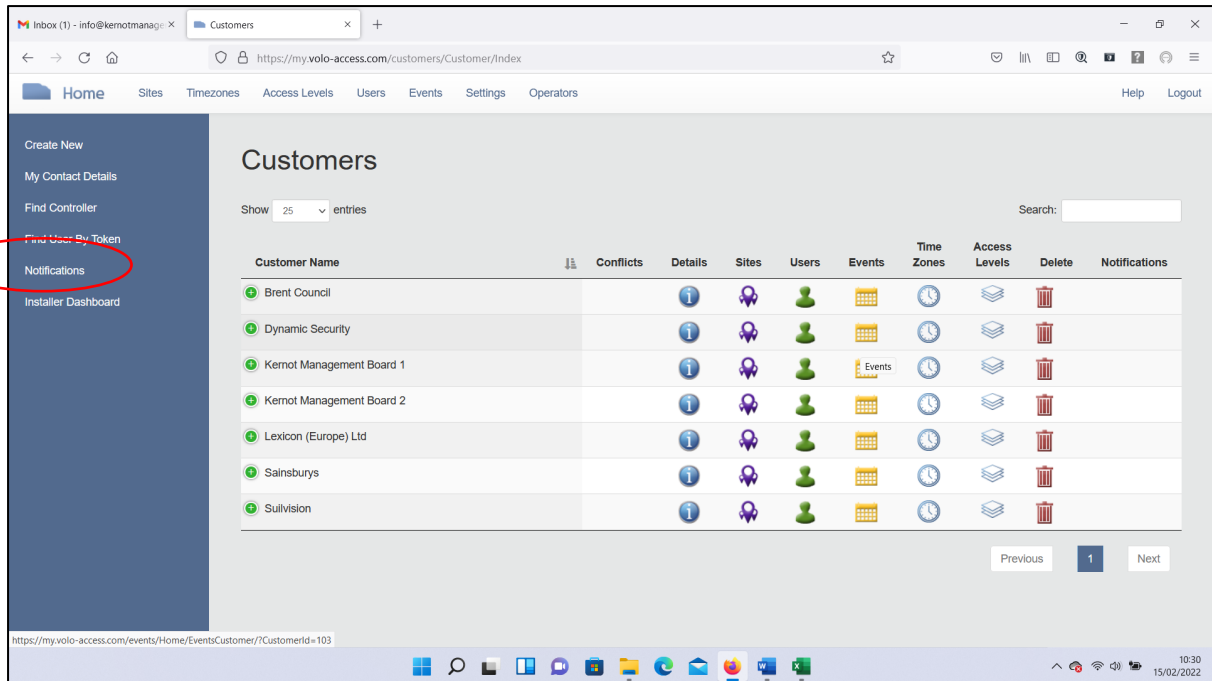 Inbox (1) - info@kernotmanage
Customers
https://my.volo-access.com/customers/Customer/Index
Home Sites Timezones Access Levels Users Events Settings Operators Help Logout
Create New
My Contact Details
Find Controller
Find User By Token
Notifications
Installer Dashboard
Customers
Show 25 entries Search:
Customer Name Conflicts Details Sites Users Events Time Zones Access Levels Delete Notifications
Brent Council
Dynamic Security
Kernot Management Board 1
Events
Kernot Management Board 2
Lexicon (Europe) Ltd
Sainsburys
Suilvision
Previous 1 Next
https://my.volo-access.com/events/Home/EventsCustomer/?CustomerId=103
10:30
15/02/2022